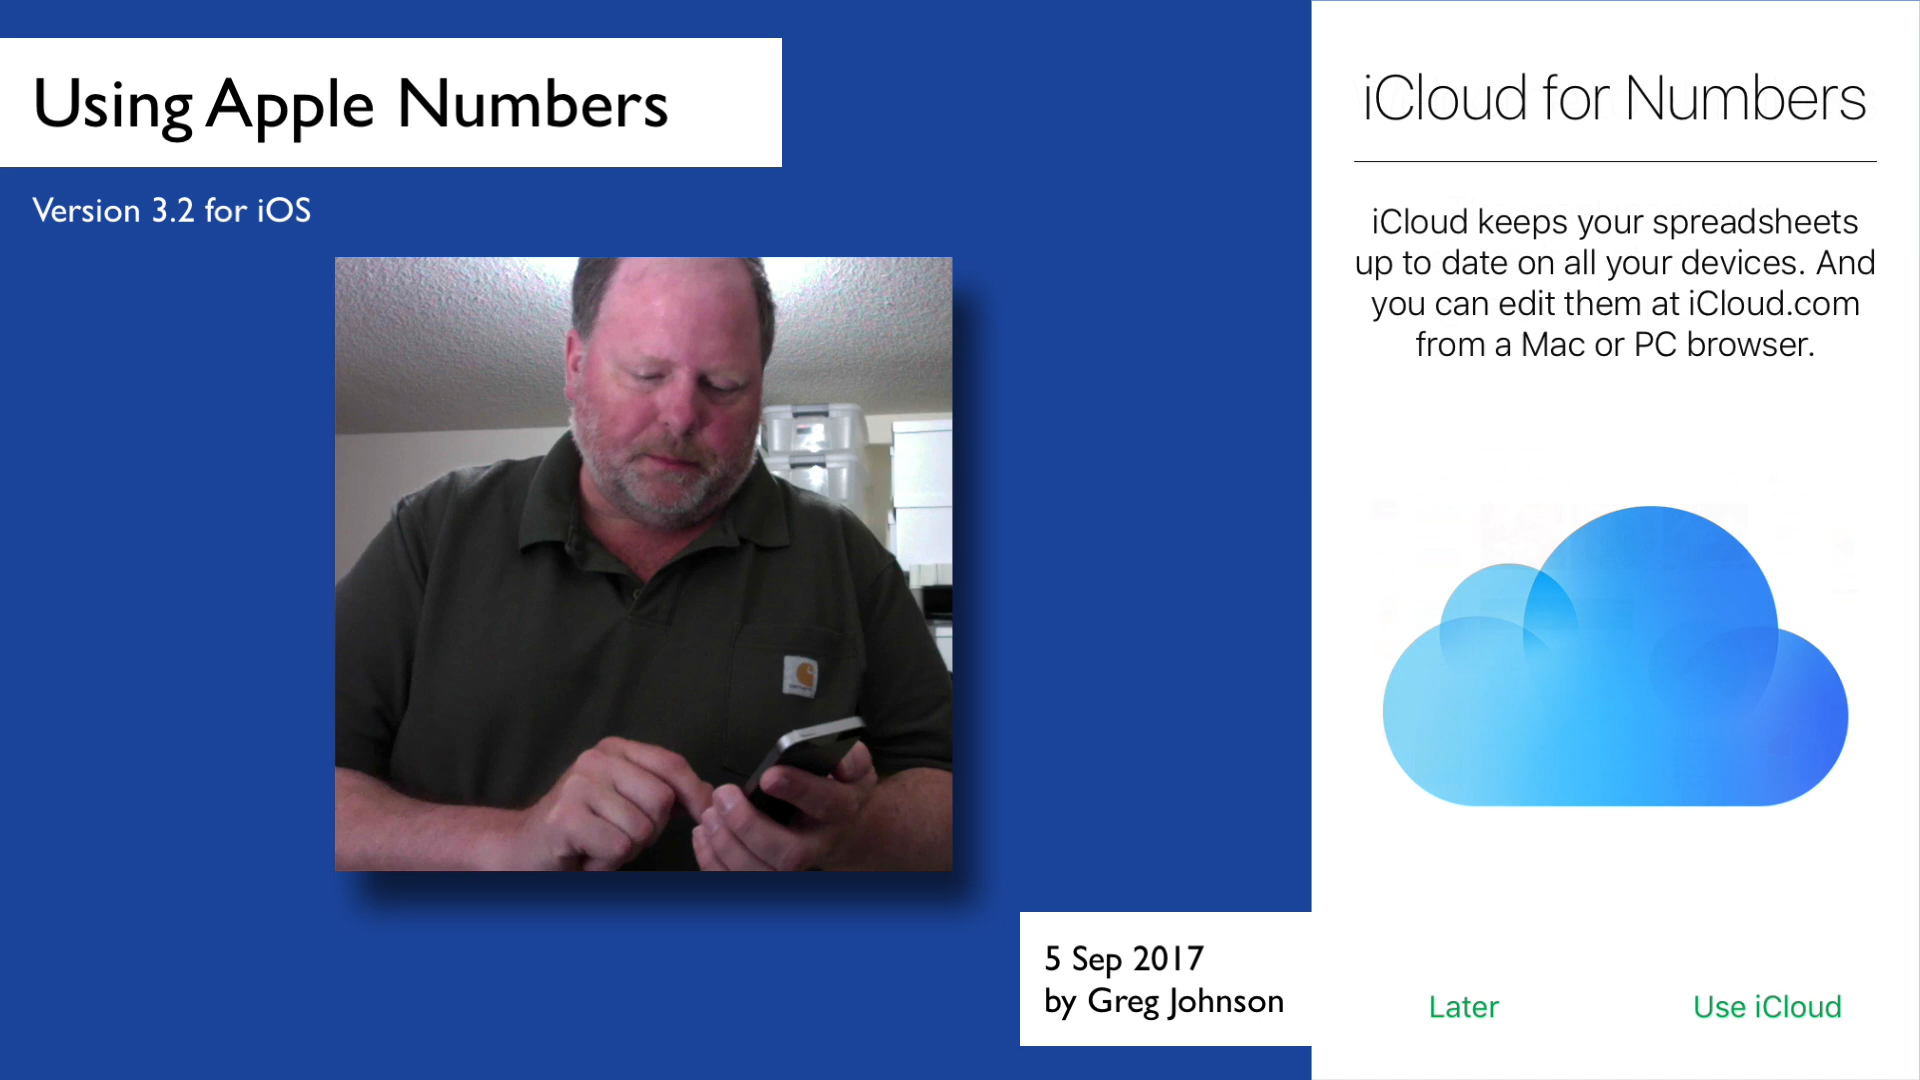 Using Apple Numbers
Version 3.2 for iOS
5 Sep 2017
by Greg Johnson
iCloud for Numbers
iCloud keeps your spreadsheets
up to date on all your devices. And
you can edit them at iCloud.com
from a Mac or PC browser.
Later
Use iCloud